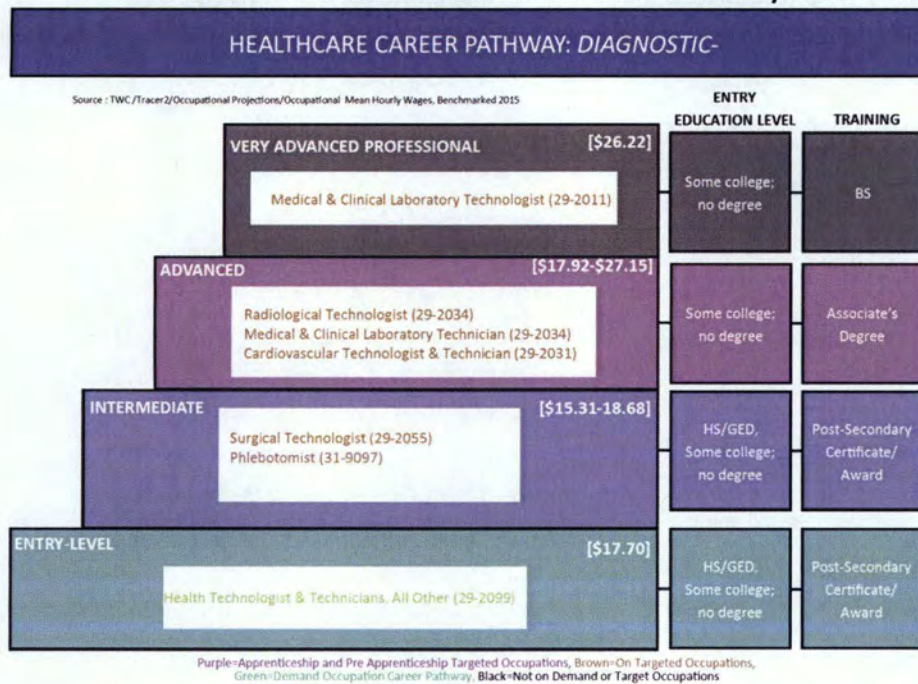 HEALTHCARE CAREER PATHWAY: DIAGNOSTIC-
Source : TWC /Tracer2/Occupational Projections/Occupational Mean Hourly Wages, Benchmarked 2015
ENTRY
EDUCATION LEVEL
TRAINING
VERY ADVANCED PROFESSIONAL
[$26.22]
Medical & Clinical Laboratory Technologist (29-2011)
Some college;
no degree
BS
ADVANCED
[$17.92-$27.15]
Radiological Technologist (29-2034)
Medical & Clinical Laboratory Technician (29-2034)
Cardiovascular Technologist & Technician (29-2031)
Some college;
no degree
Associate's
Degree
INTERMEDIATE
[$15.31-18.68]
Surgical Technologist (29-2055)
Phlebotomist (31-9097)
HS/GED,
Some college;
no degree
Post-Secondary
Certificate/
Award
ENTRY-LEVEL
[$17.70]
Health Technologist & Technicians, All Other (29-2099)
HS/GED,
Some college;
no degree
Post-Secondary
Certificate/
Award
Purple=Apprenticeship and Pre Apprenticeship Targeted Occupations, Brown=On Targeted Occupations,
Green=Demand Occupation Career Pathway, Black=Not on Demand or Target Occupations